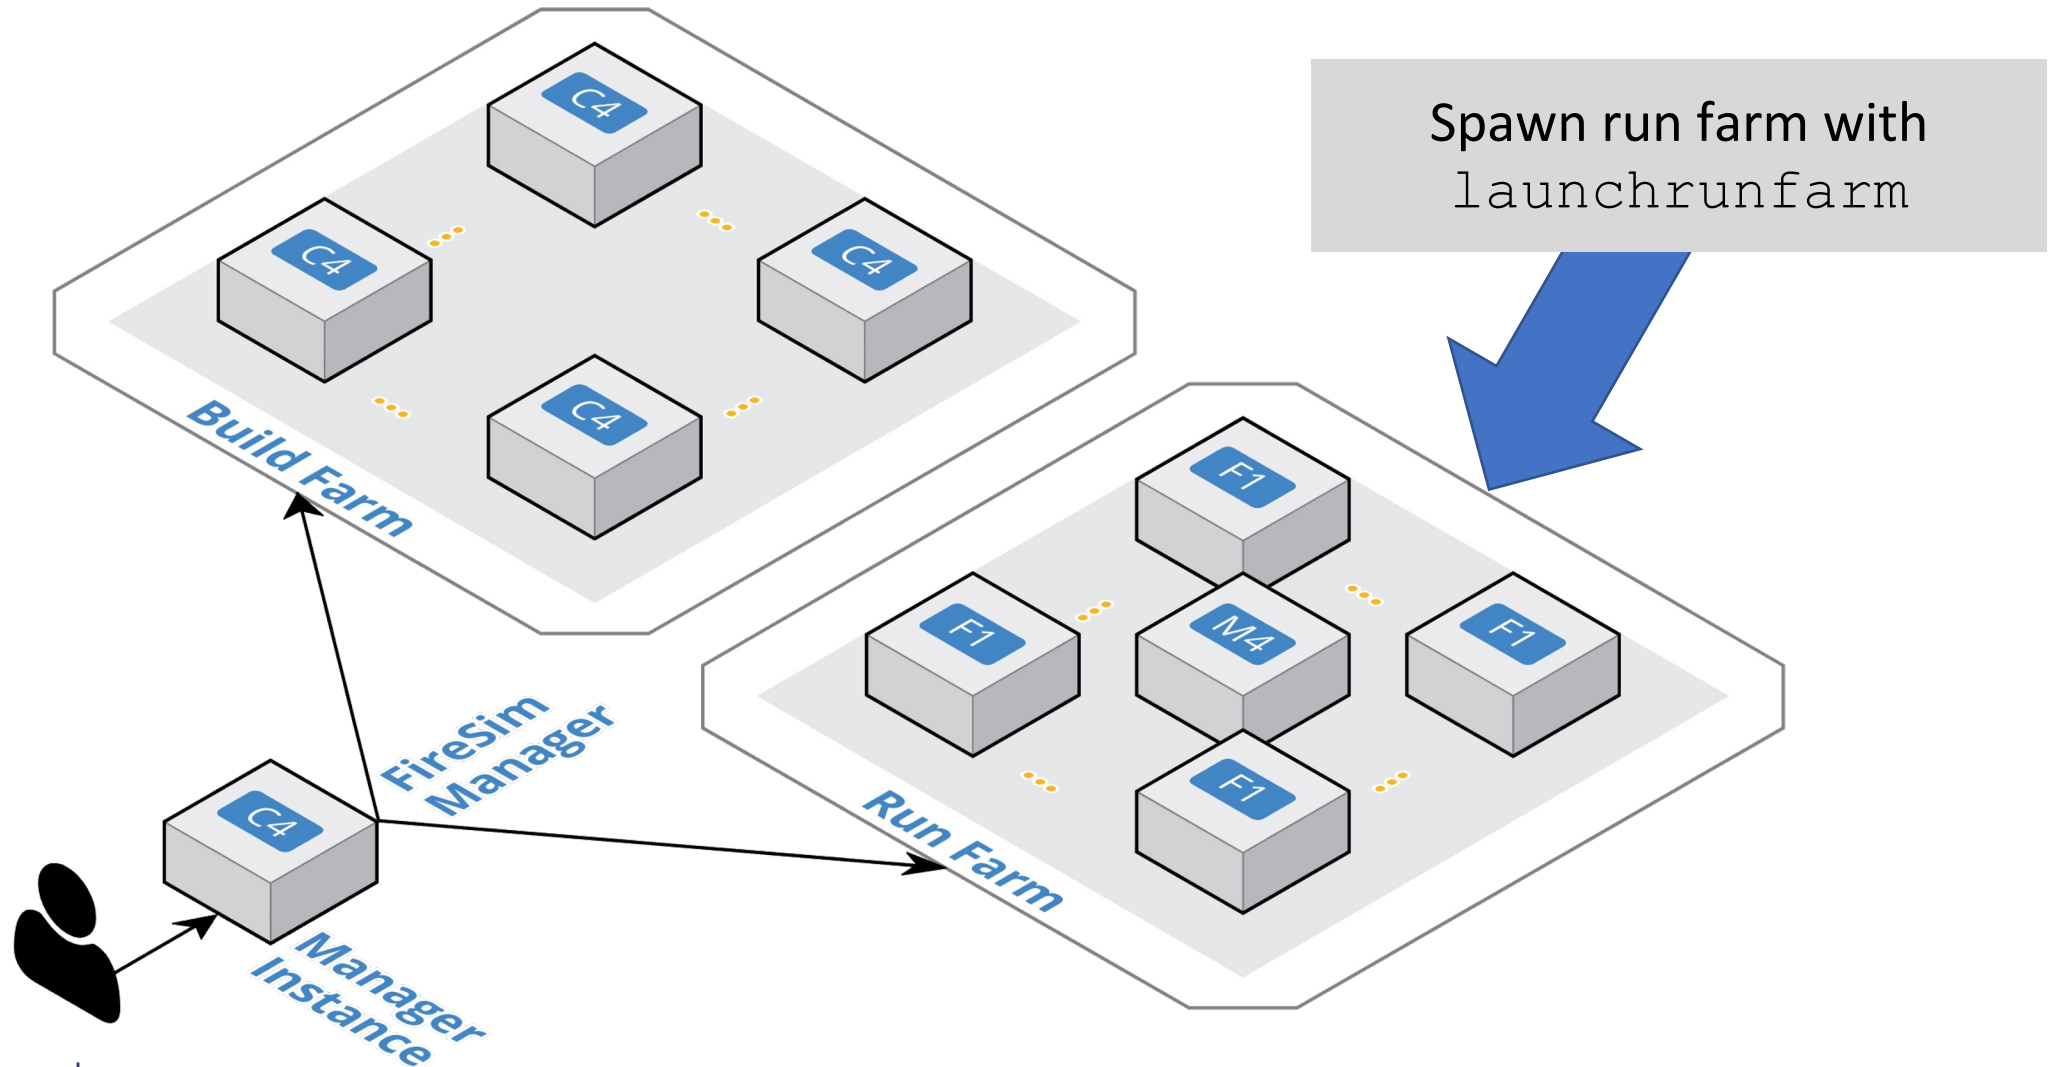 C4
C4
C4
C4
Build Farm
Spawn run farm with
launchrunfarm
F1
F1
M4
F1
F1
Run Farm
FireSim
Manager
C4
Manager
Instance